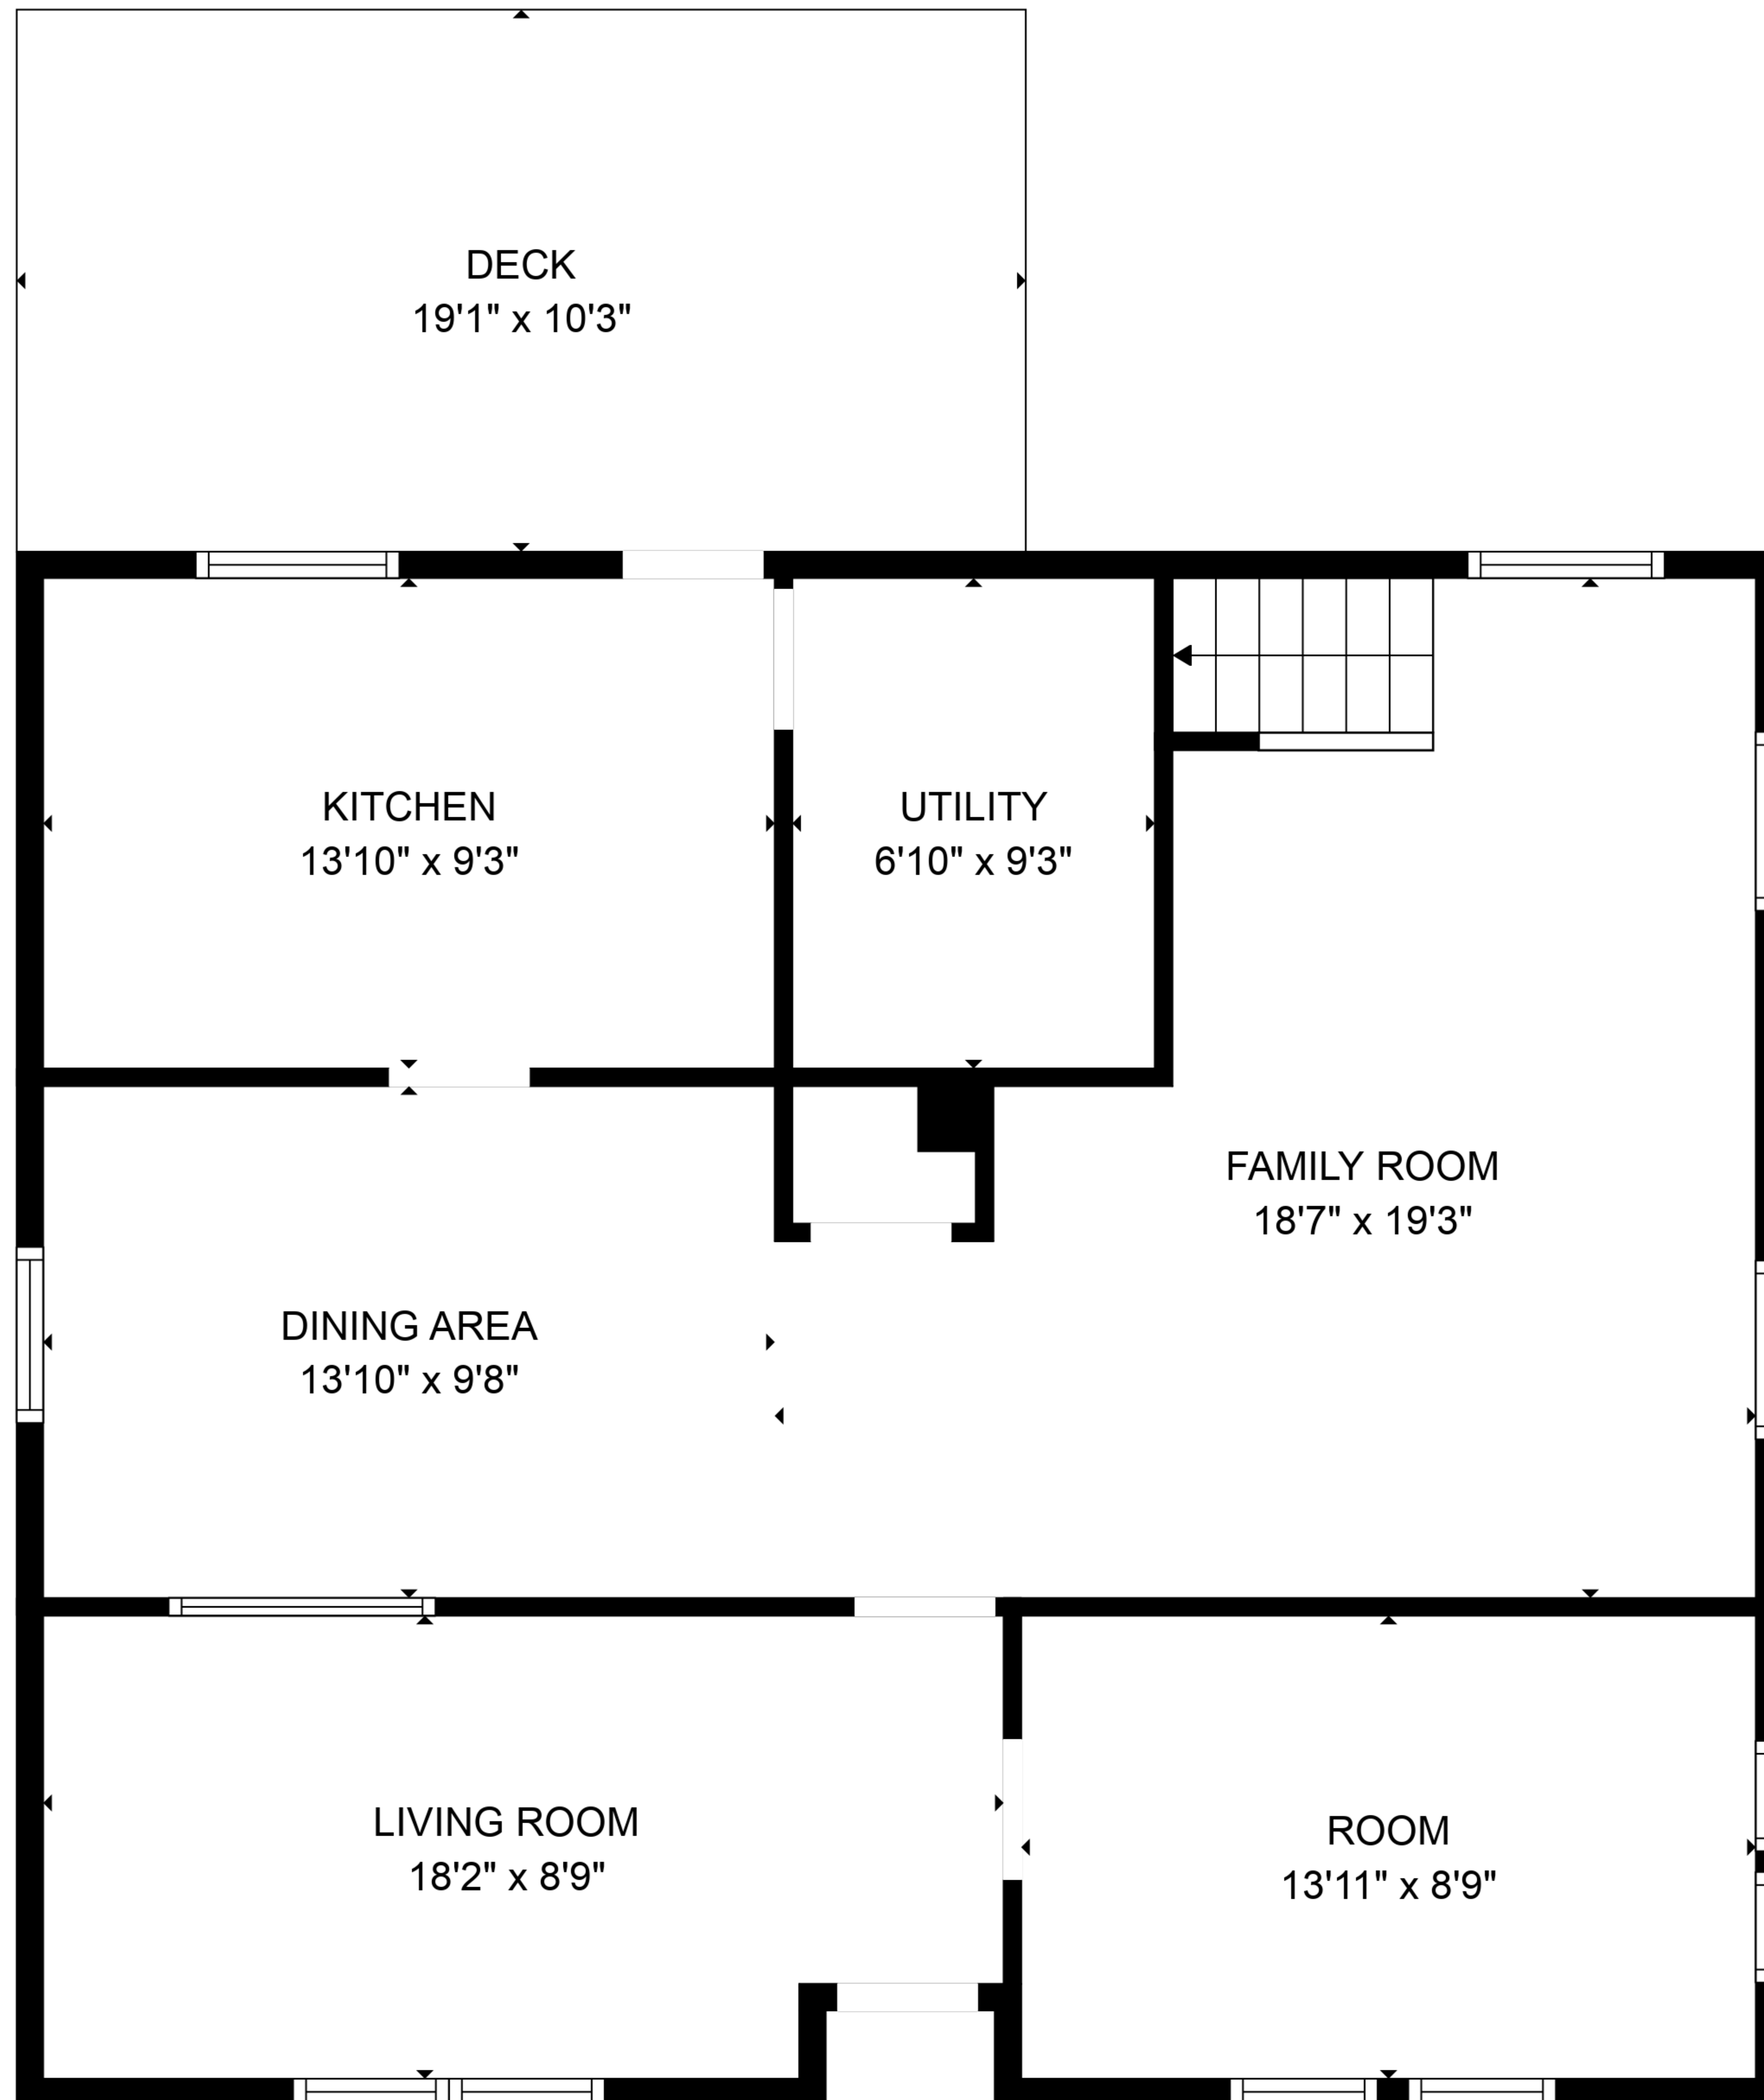 DECK
19'1" x 10'3"
KITCHEN
13'10" x 9'3"
UTILITY
6'10" x 9'3"
FAMILY ROOM
18'7" x 19'3"
DINING AREA
13'10" x 9'8"
LIVING ROOM
18'2" x 8'9"
ROOM
13'11" x 8'9"